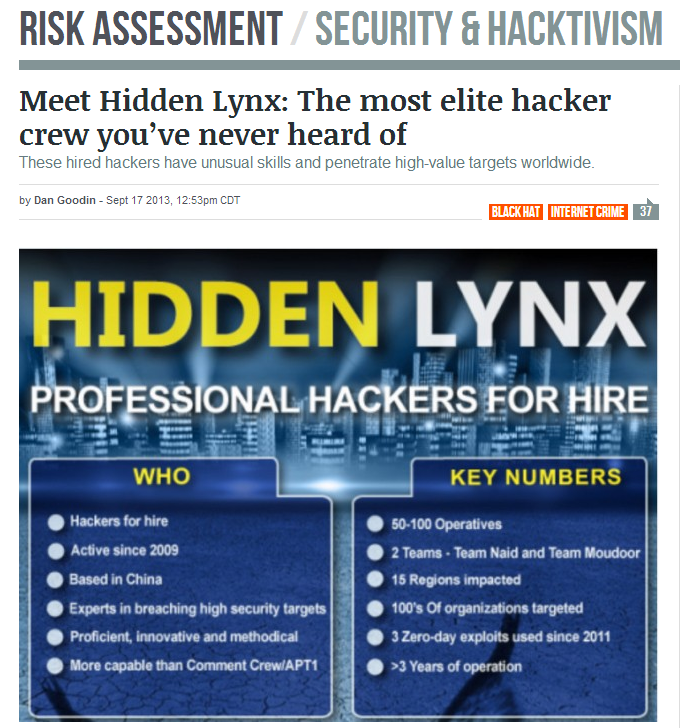 RISK ASSESSMENT / SECURITY & HACKTIVISM
Meet Hidden Lynx: The most elite hacker
crew you’ve never heard of
These hired hackers have unusual skills and penetrate high-value targets worldwide.
by Dan Goodin - Sept 17 2013, 12:53pm CDT
BLACK HAT INTERNET CRIME 37
HIDDEN LYNX
PROFESSIONAL HACKERS FOR HIRE
WHO
Hackers for hire
Active since 2009
Based in China
Experts in breaching high security targets
Proficient, innovative and methodical
More capable than Comment Crew/APT1
KEY NUMBERS
50-100 Operatives
2 Teams - Team Naid and Team Moudoor
15 Regions impacted
100's Of organizations targeted
3 Zero-day exploits used since 2011
>3 Years of operation